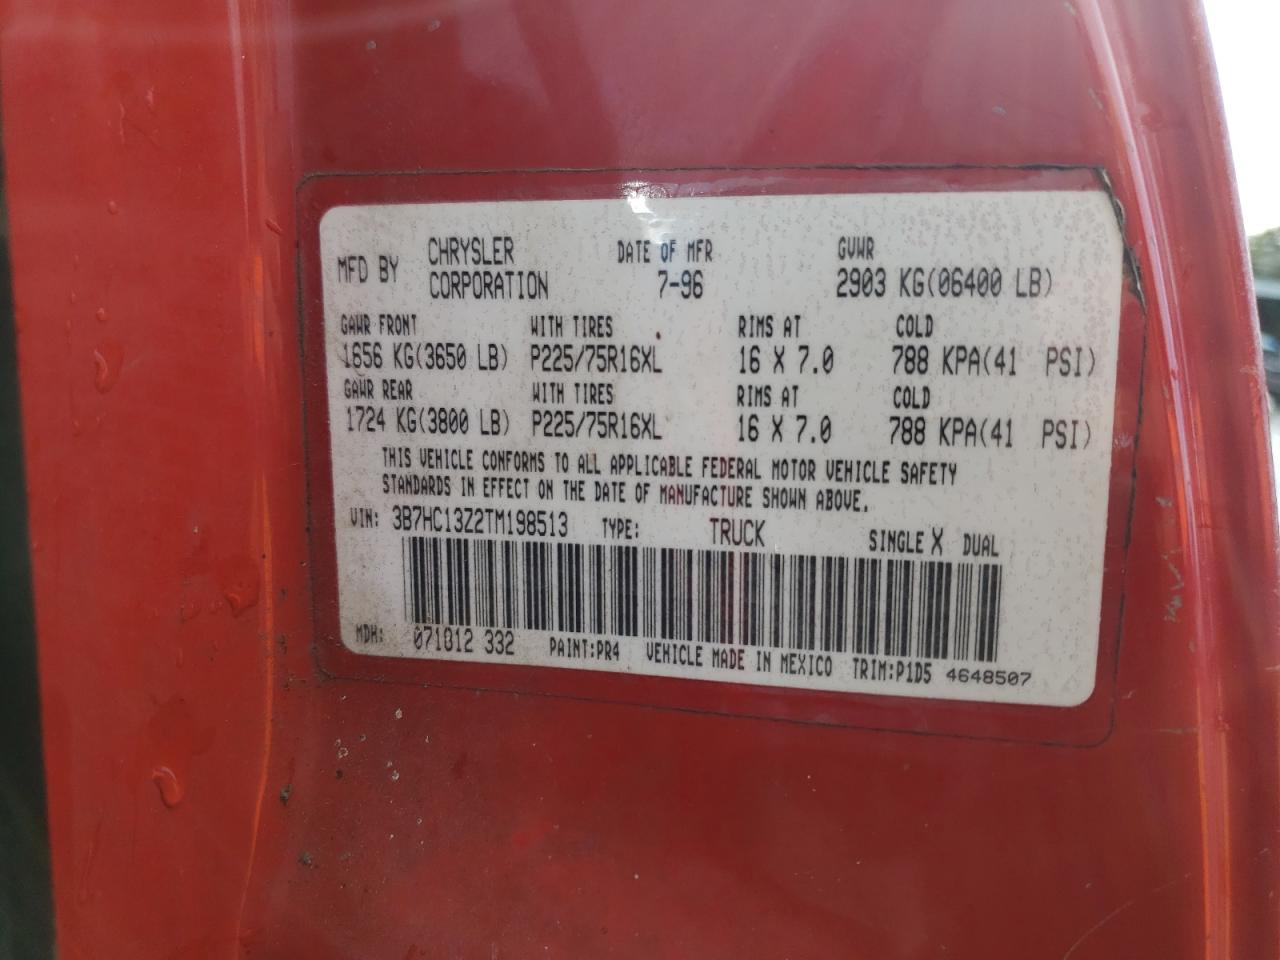 MFD BY CHRYSLER CORPORATION DATE OF MFR 7-96 GVWR 2903 KG(06400 LB)
GAWR FRONT WITH TIRES RIMS AT COLD
1656 KG(3650 LB) P225/75R16XL 16 X 7.0 788 KPA(41 PSI)
GAWR REAR WITH TIRES RIMS AT COLD
1724 KG(3800 LB) P225/75R16XL 16 X 7.0 788 KPA(41 PSI)
THIS VEHICLE CONFORMS TO ALL APPLICABLE FEDERAL MOTOR VEHICLE SAFETY
STANDARDS IN EFFECT ON THE DATE OF MANUFACTURE SHOWN ABOVE.
VIN: 3B7HC13Z2TM198513 TYPE: TRUCK SINGLE X DUAL
MDH: 071012 332 PAINT:PR4 VEHICLE MADE IN MEXICO TRIM:P1D5 4648507